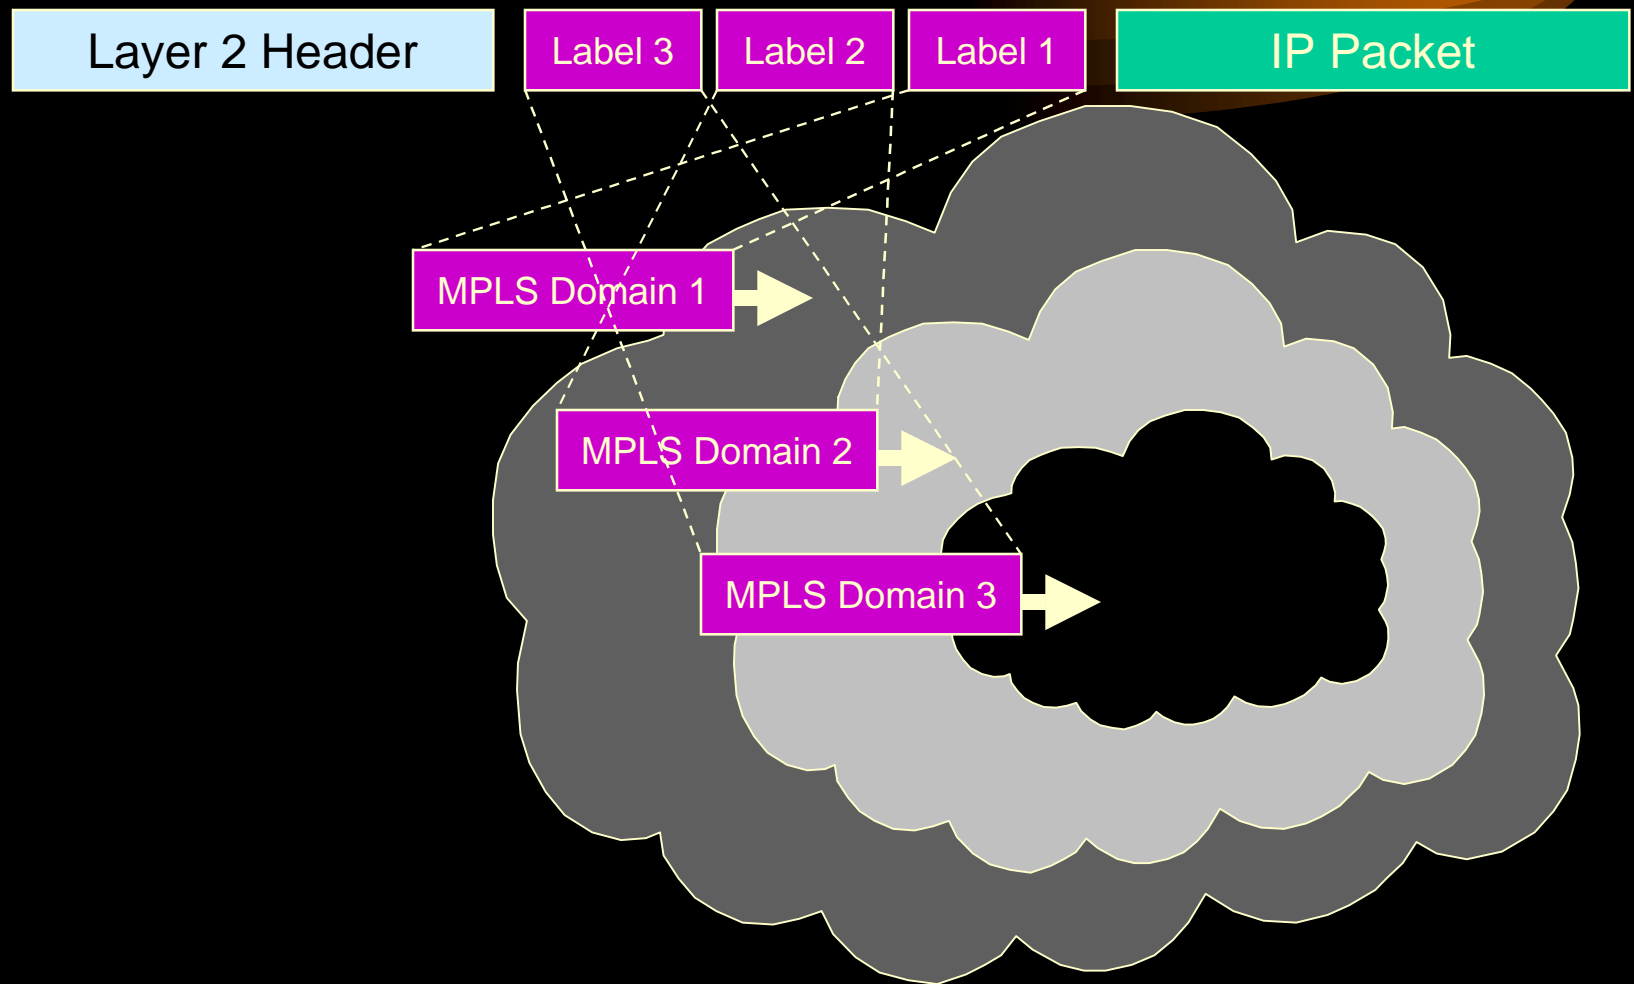 Layer 2 Header
Label 3
Label 2
Label 1
IP Packet
MPLS Domain 1
MPLS Domain 2
MPLS Domain 3